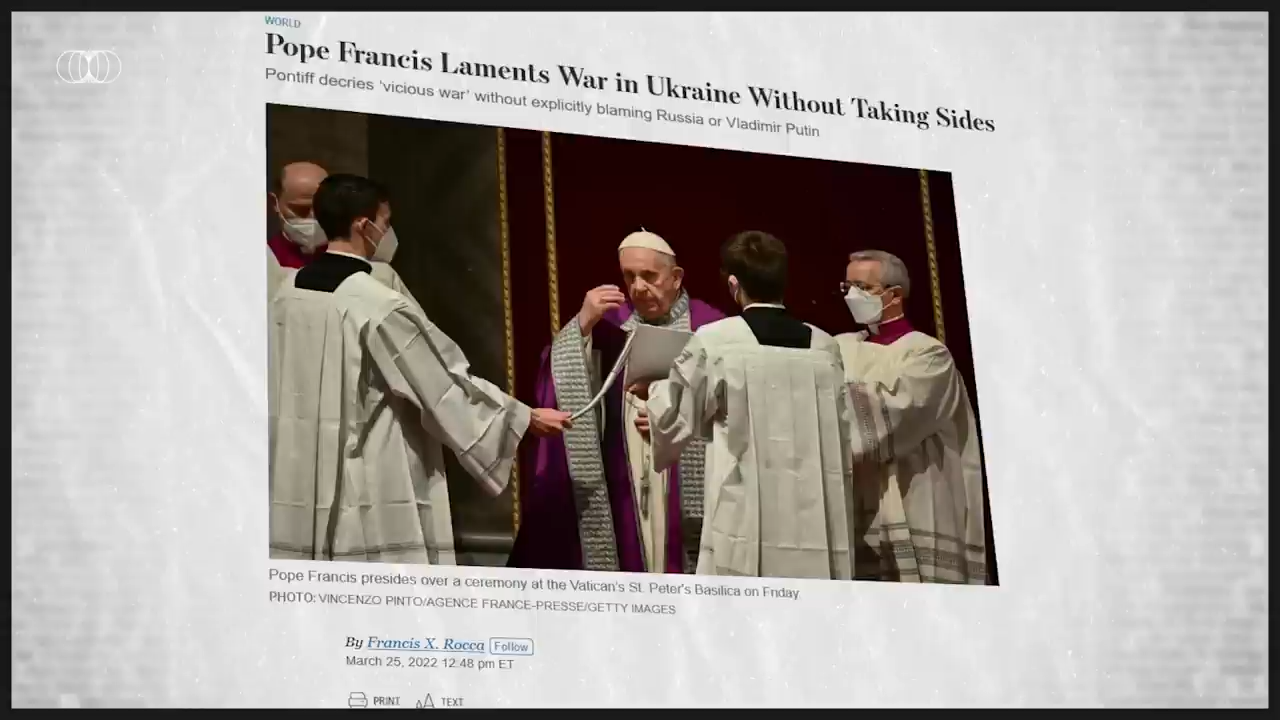 WORLD
Pope Francis Laments War in Ukraine Without Taking Sides
Pontiff decries 'vicious war' without explicitly blaming Russia or Vladimir Putin
Pope Francis presides over a ceremony at the Vatican's St. Peter's Basilica on Friday.
PHOTO: VINCENZO PINTO/AGENCE FRANCE-PRESSE/GETTY IMAGES
By Francis X. Rocca Follow
March 25, 2022 12:48 pm ET
PRINT TEXT